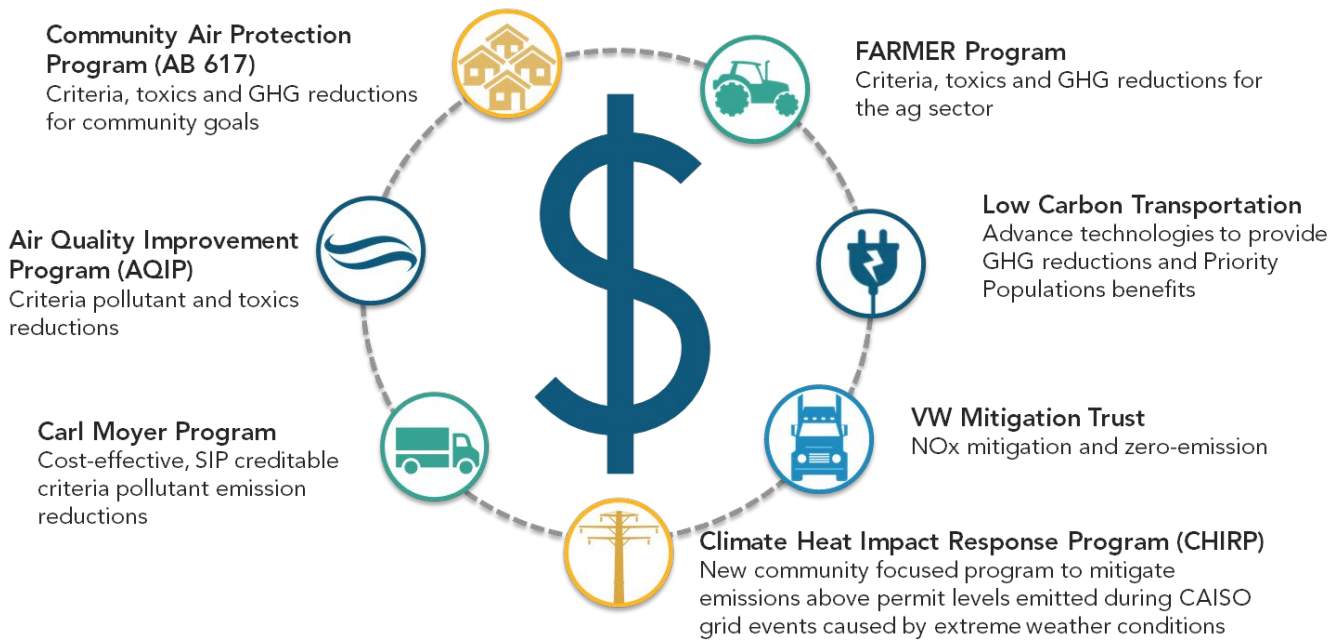 Community Air Protection
Program (AB 617)
Criteria, toxics and GHG reductions
for community goals
FARMER Program
Criteria, toxics and GHG reductions for
the ag sector
Low Carbon Transportation
Advance technologies to provide
GHG reductions and Priority
Populations benefits
VW Mitigation Trust
NOx mitigation and zero-emission
Climate Heat Impact Response Program (CHIRP)
New community focused program to mitigate
emissions above permit levels emitted during CAISO
grid events caused by extreme weather conditions
Carl Moyer Program
Cost-effective, SIP creditable
criteria pollutant emission
reductions
Air Quality Improvement
Program (AQIP)
Criteria pollutant and toxics
reductions
$